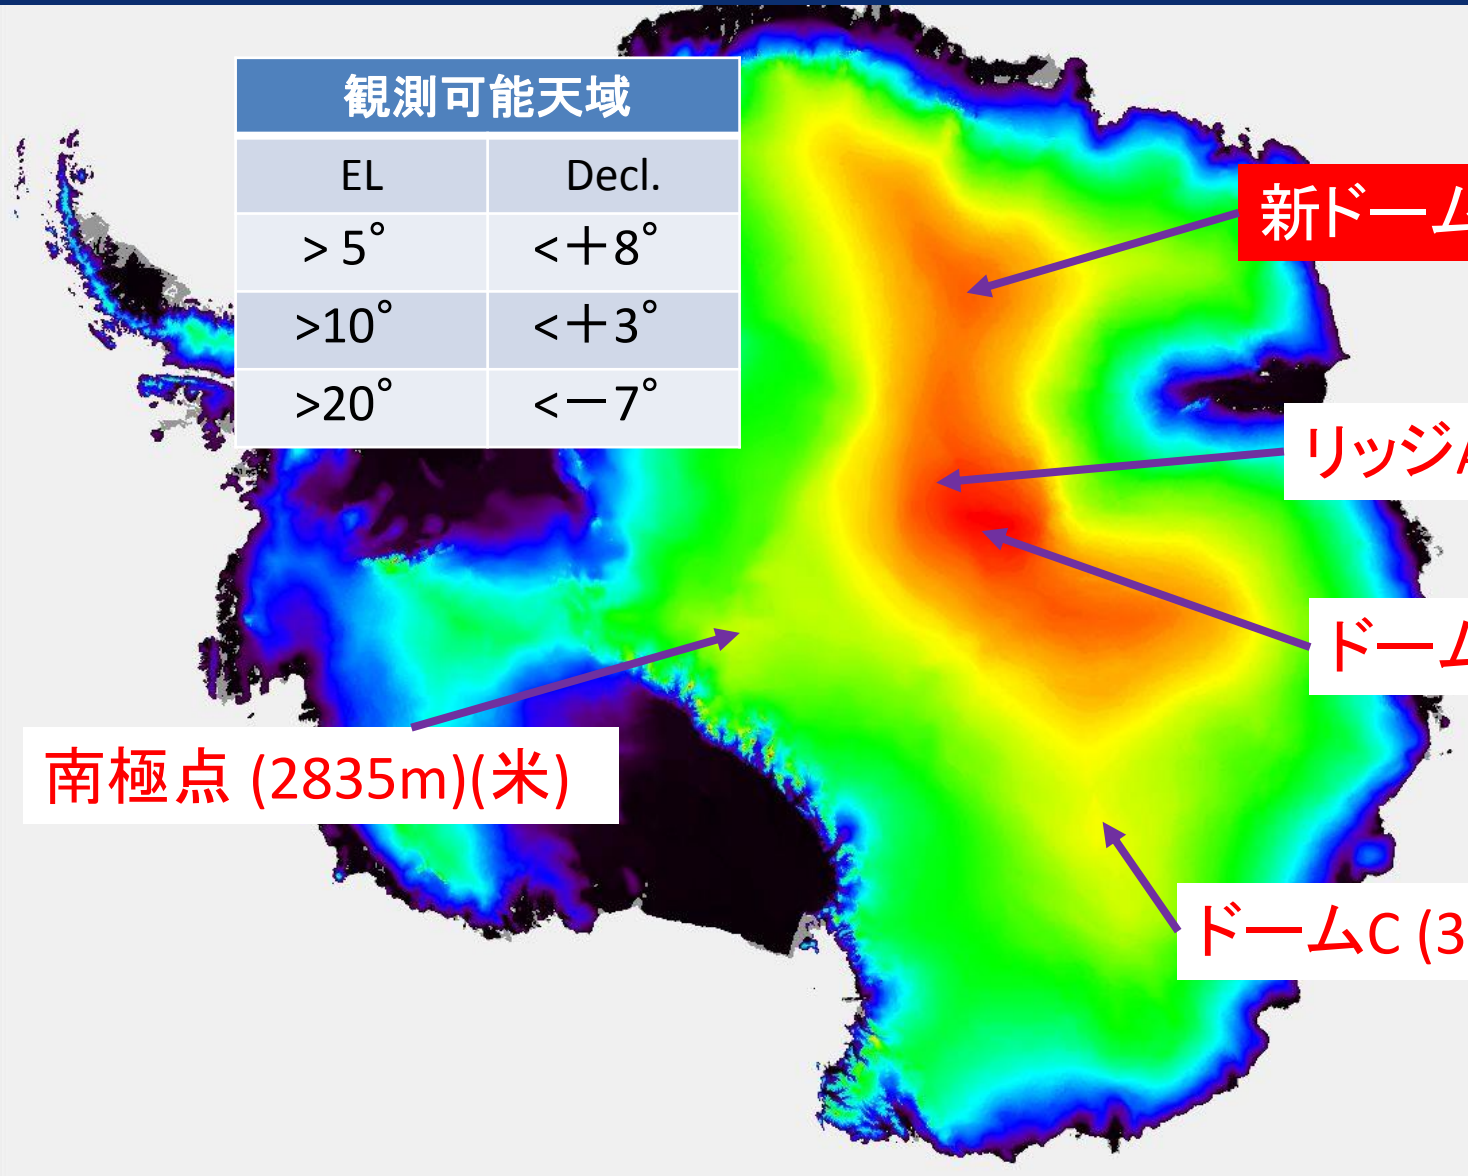 観測可能天域
EL Decl.
> 5° <＋8°
>10° <＋3°
>20° <－7°
新ドーム
リッジA
ドーム
南極点 (2835m)(米)
ドームC (3